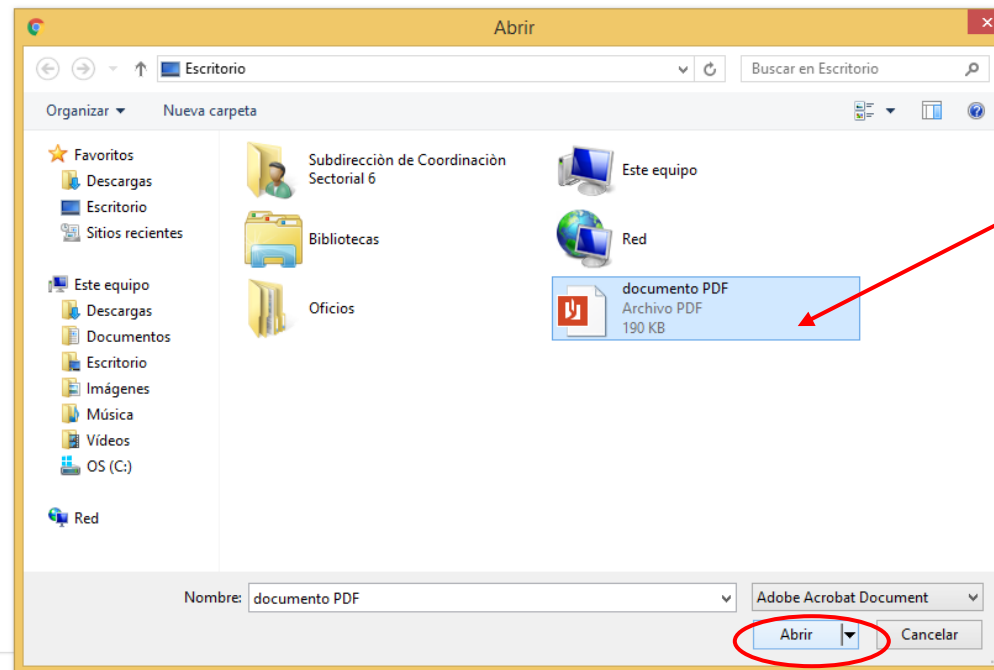 Abrir
Escritorio
Buscar en Escritorio
Organizar
Nueva carpeta
Favoritos
Descargas
Escritorio
Sitios recientes
Este equipo
Descargas
Documentos
Escritorio
Imágenes
Música
Vídeos
OS (C:)
Red
Subdirecciòn de Coordinaciòn
Sectorial 6
Este equipo
Bibliotecas
Red
Oficios
documento PDF
Archivo PDF
190 KB
Nombre:
documento PDF
Adobe Acrobat Document
Abrir
Cancelar